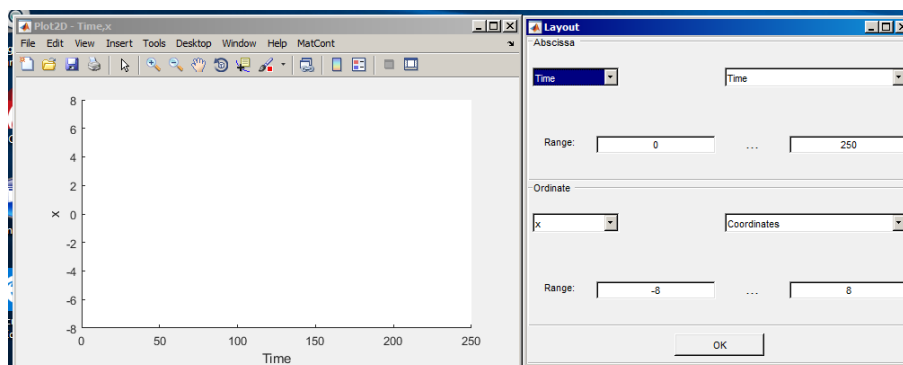 Plot2D - Time,x
File Edit View Insert Tools Desktop Window Help MatCont
8
6
4
2
0
-2
-4
-6
-8
x
0 50 100 150 200 250
Time
Layout
Abscissa
Time Time
Range: 0 ... 250
Ordinate
x Coordinates
Range: -8 ... 8
OK